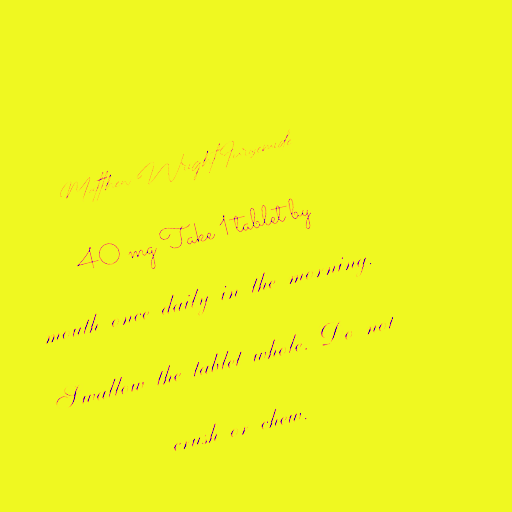 Matthew Wright Furosemide
40 mg Take 1 tablet by
mouth once daily in the morning.
Swallow the tablet whole. Do not
crush or chew.